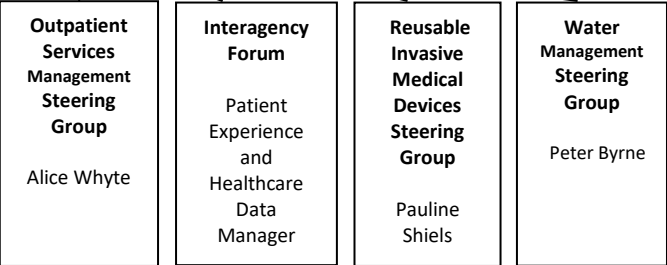 Outpatient
Services
Management
Steering
Group
Alice Whyte
Interagency
Forum
Patient
Experience
and
Healthcare
Data
Manager
Reusable
Invasive
Medical
Devices
Steering
Group
Pauline
Shiels
Water
Management
Steering
Group
Peter Byrne